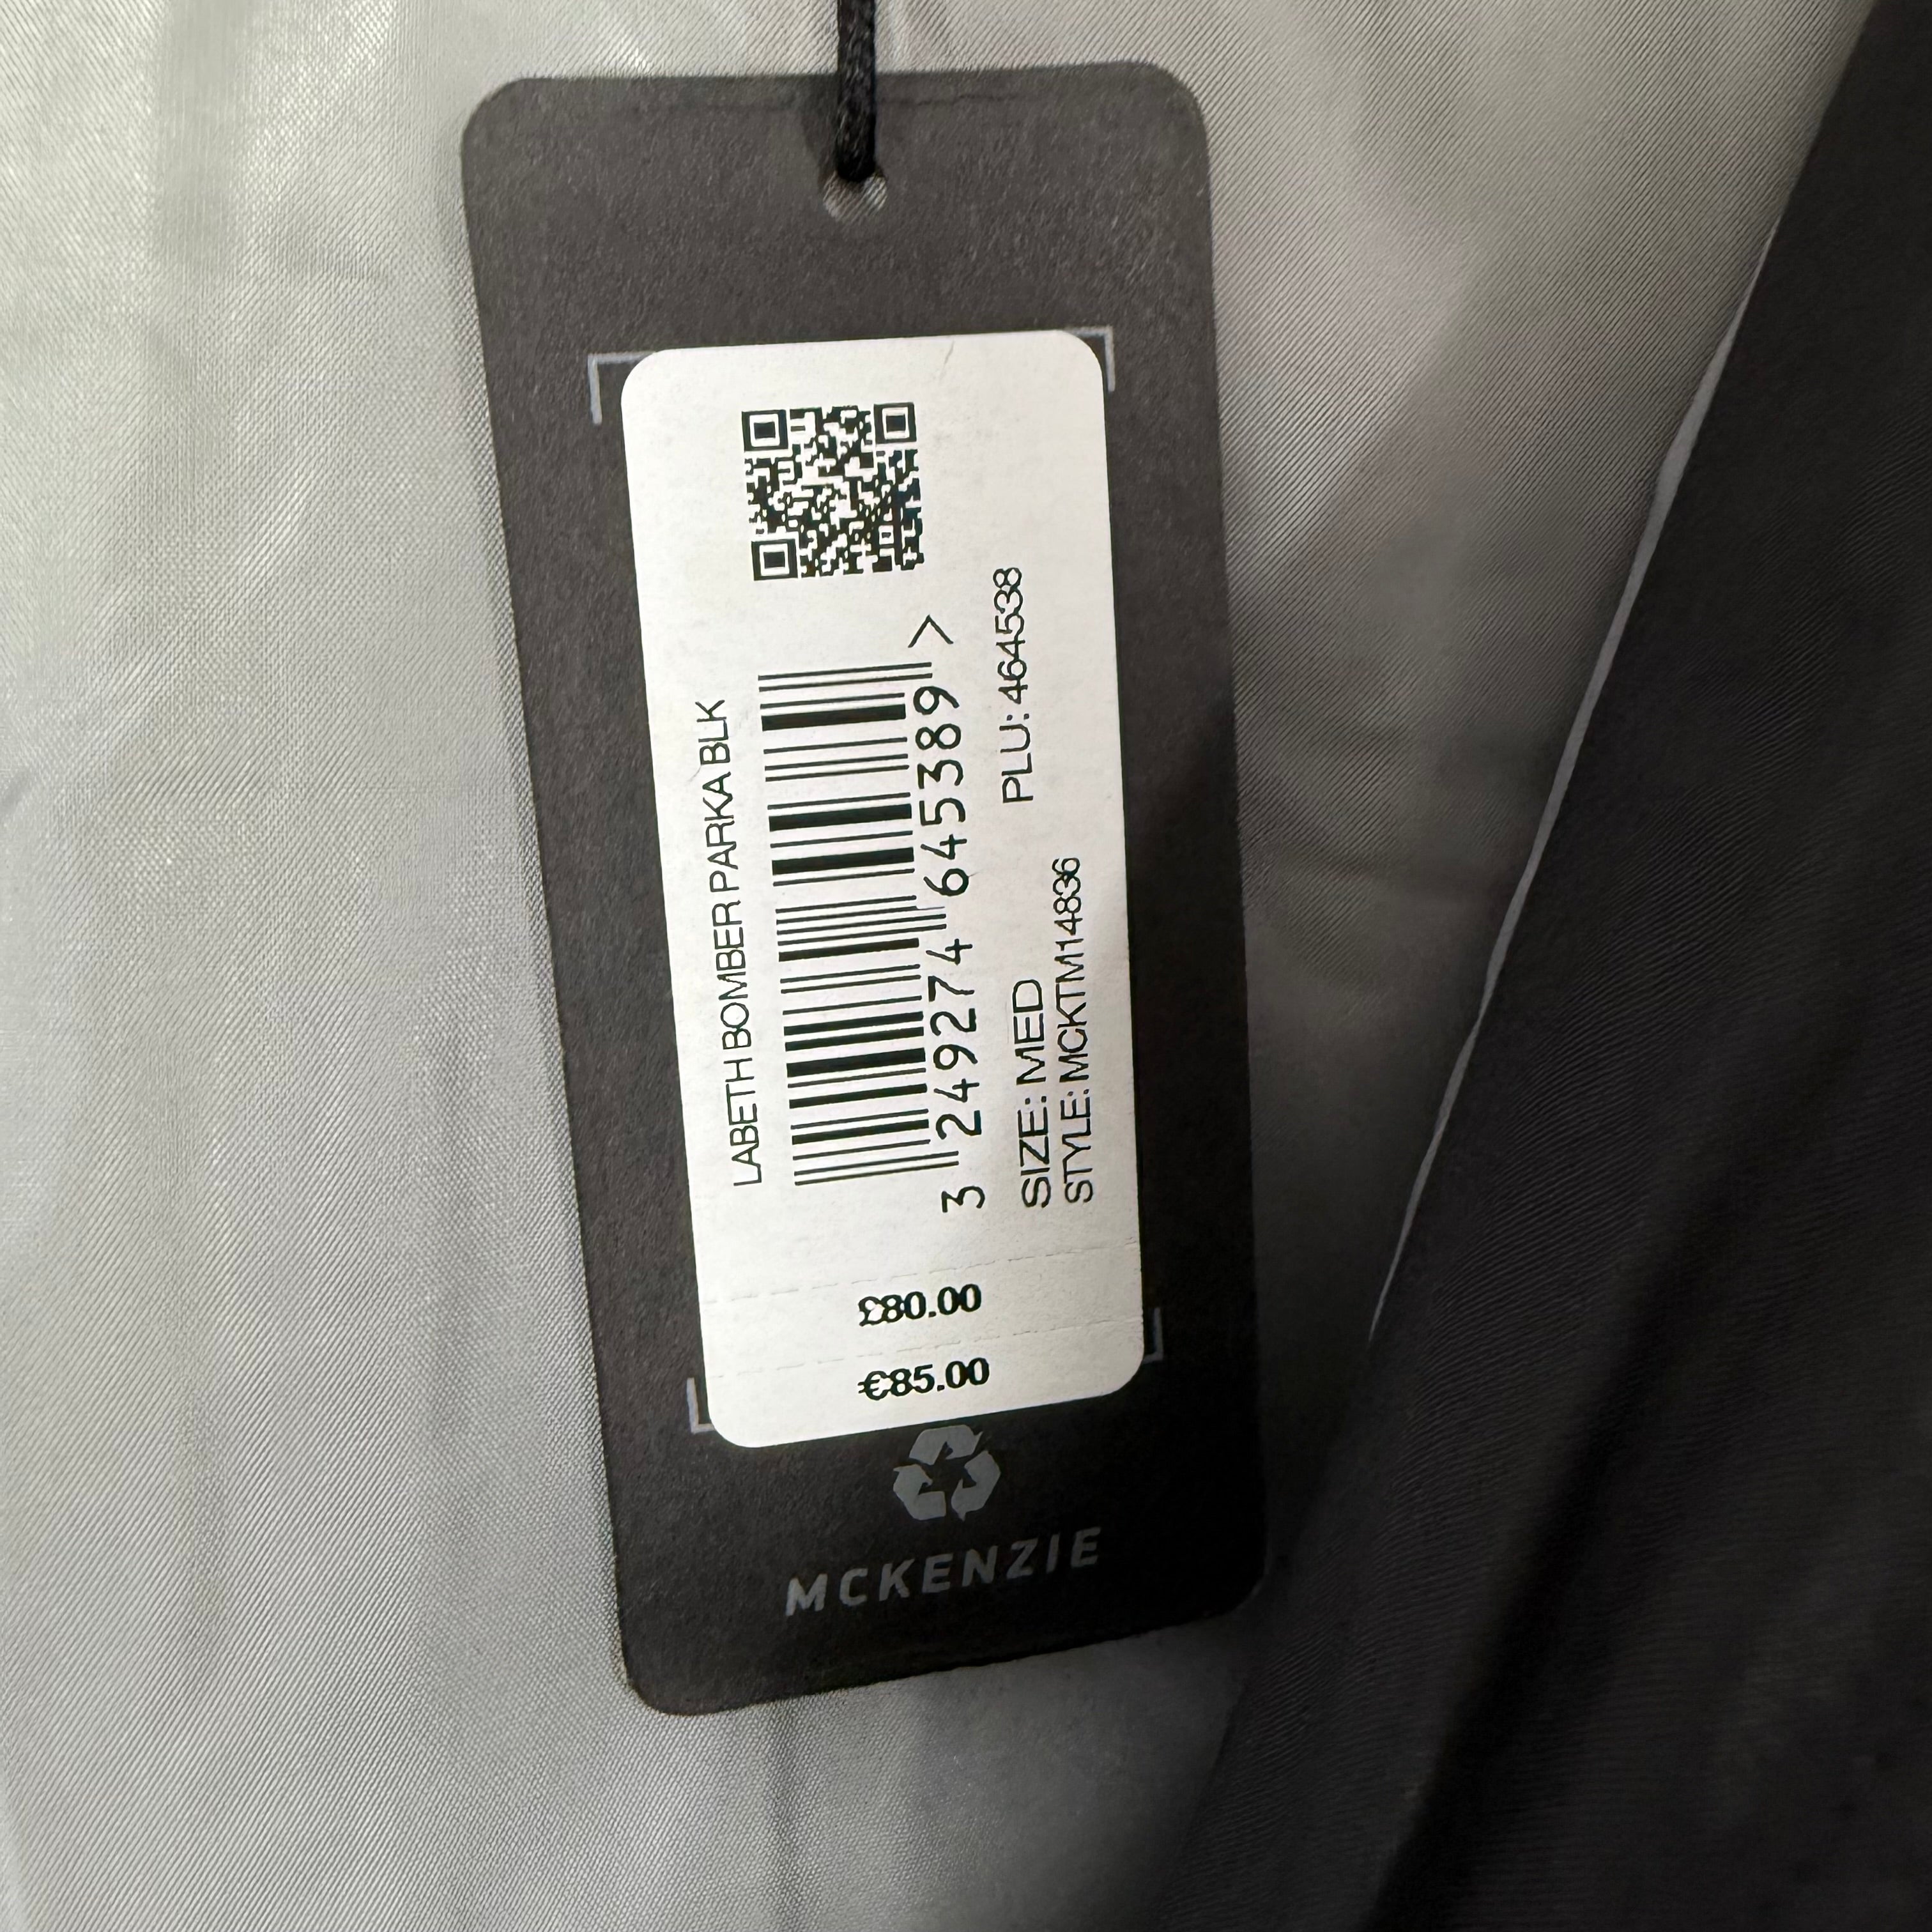 LABETH BOMBER PARKA BLK
3 249274 645389 >
SIZE: MED PLU: 464538
STYLE: MCKTM14836
£80.00
€85.00
MCKENZIE